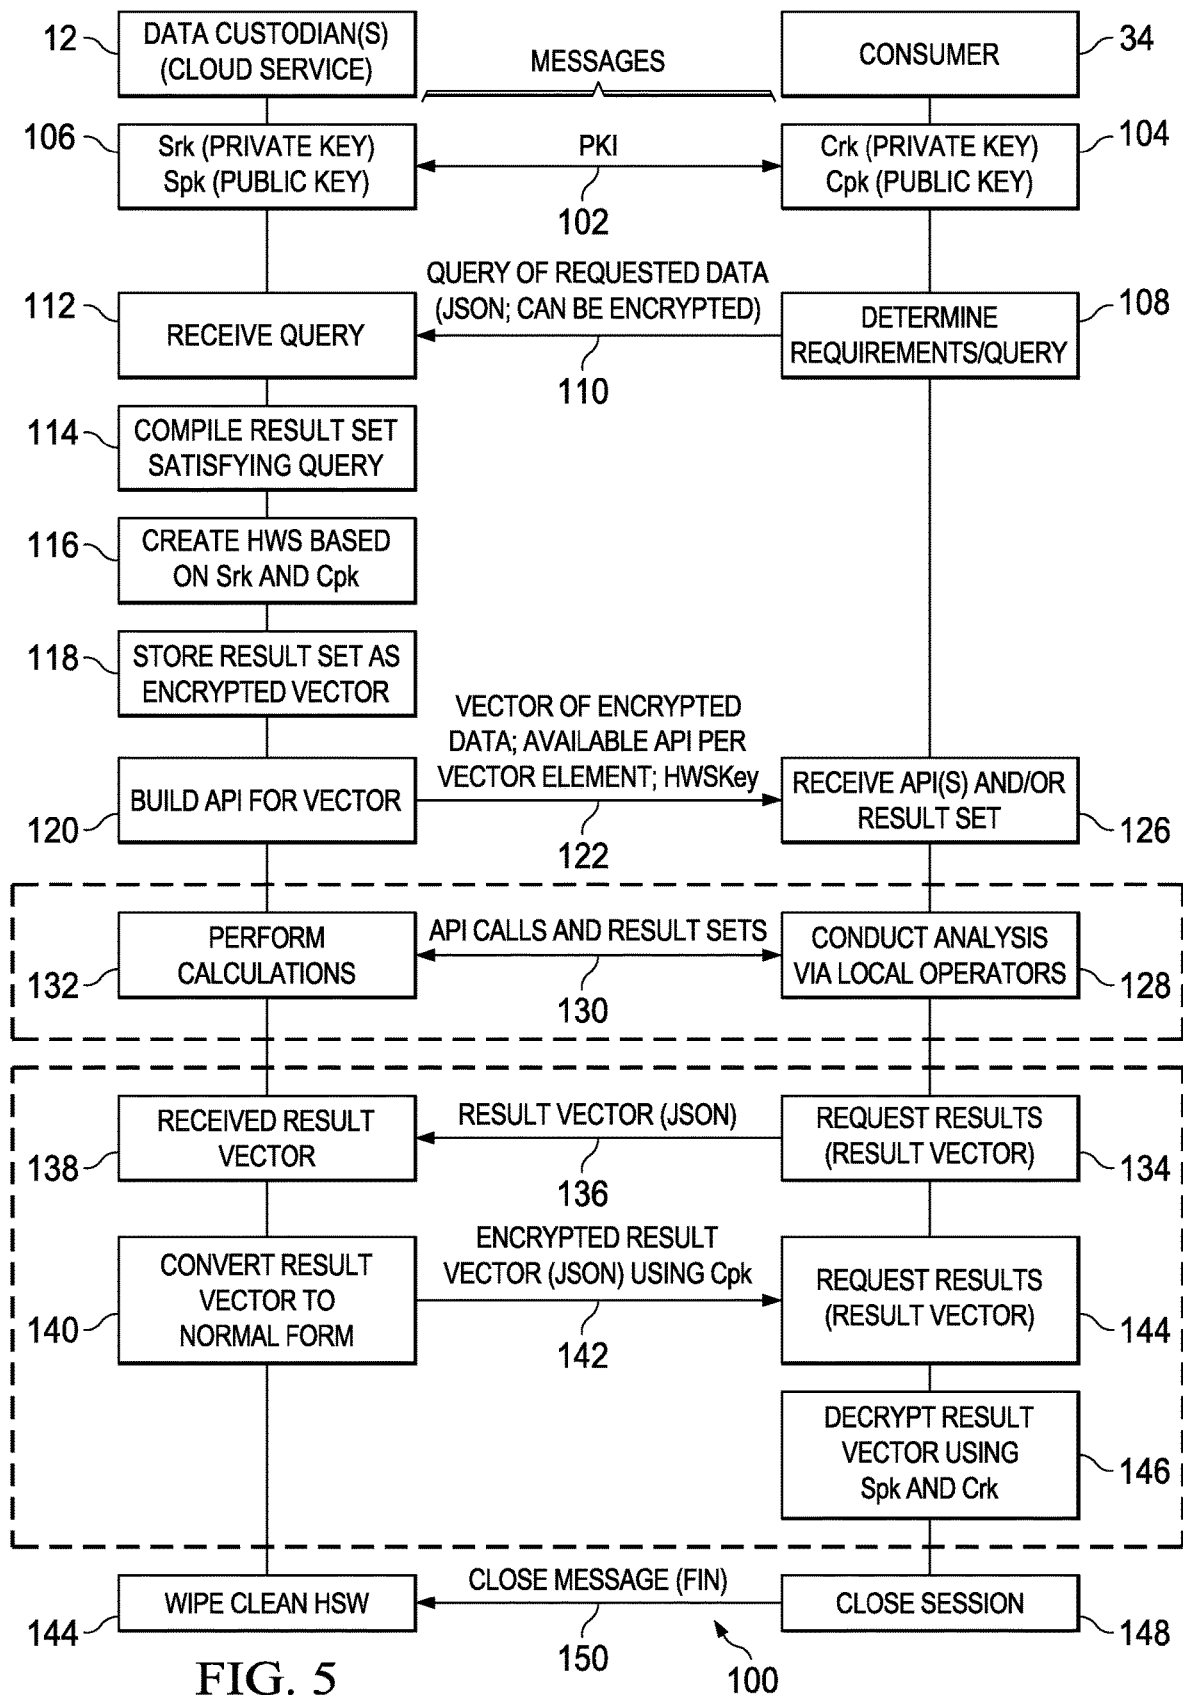 12
DATA CUSTODIAN(S)
(CLOUD SERVICE)
MESSAGES
CONSUMER
34
106
Srk (PRIVATE KEY)
Spk (PUBLIC KEY)
PKI
102
Crk (PRIVATE KEY)
Cpk (PUBLIC KEY)
104
112
RECEIVE QUERY
QUERY OF REQUESTED DATA
(JSON; CAN BE ENCRYPTED)
110
DETERMINE
REQUIREMENTS/QUERY
108
114
COMPILE RESULT SET
SATISFYING QUERY
116
CREATE HWS BASED
ON Srk AND Cpk
118
STORE RESULT SET AS
ENCRYPTED VECTOR
120
BUILD API FOR VECTOR
VECTOR OF ENCRYPTED
DATA; AVAILABLE API PER
VECTOR ELEMENT; HWSKey
122
RECEIVE API(S) AND/OR
RESULT SET
126
132
PERFORM
CALCULATIONS
API CALLS AND RESULT SETS
130
CONDUCT ANALYSIS
VIA LOCAL OPERATORS
128
138
RECEIVED RESULT
VECTOR
RESULT VECTOR (JSON)
136
REQUEST RESULTS
(RESULT VECTOR)
134
140
CONVERT RESULT
VECTOR TO
NORMAL FORM
ENCRYPTED RESULT
VECTOR (JSON) USING Cpk
142
REQUEST RESULTS
(RESULT VECTOR)
144
DECRYPT RESULT
VECTOR USING
Spk AND Crk
146
144
WIPE CLEAN HSW
CLOSE MESSAGE (FIN)
150
CLOSE SESSION
148
100
FIG. 5